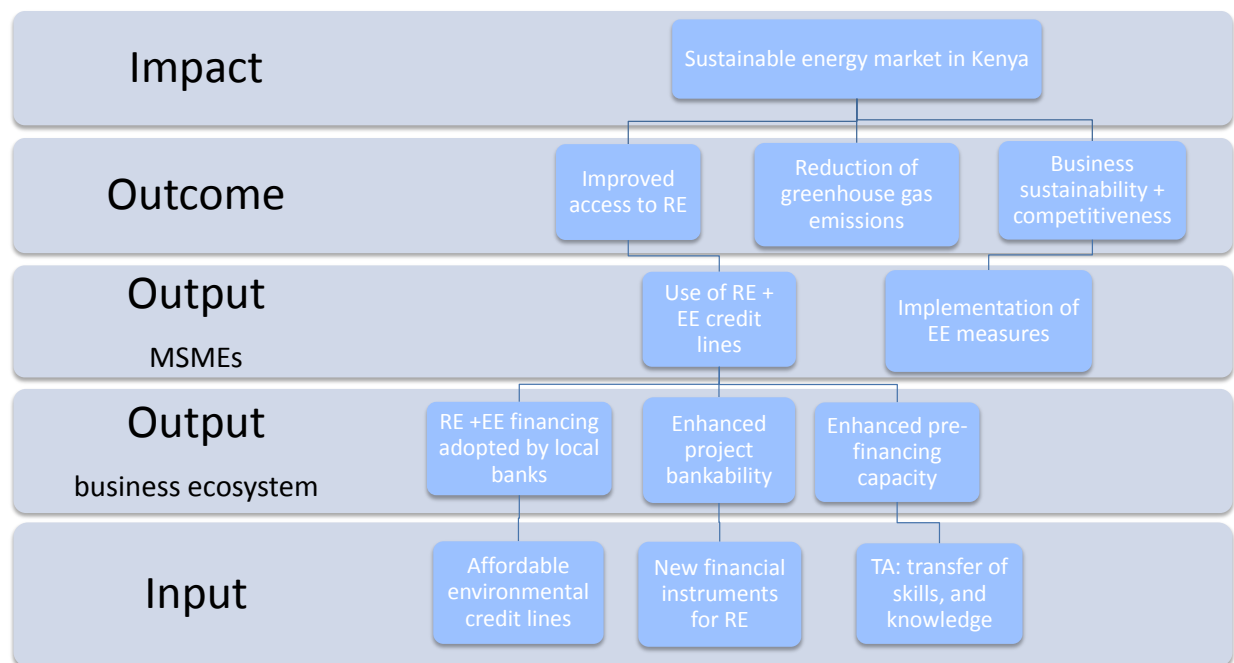 Impact
Sustainable energy market in Kenya
Outcome
Improved
access to RE
Reduction of
greenhouse gas
emissions
Business
sustainability +
competitiveness
Output
MSMEs
Use of RE +
EE credit
lines
Implementation of
EE measures
Output
business ecosystem
RE +EE financing
adopted by local
banks
Enhanced
project
bankability
Enhanced pre-
financing
capacity
Input
Affordable
environmental
credit lines
New financial
instruments
for RE
TA: transfer of
skills, and
knowledge